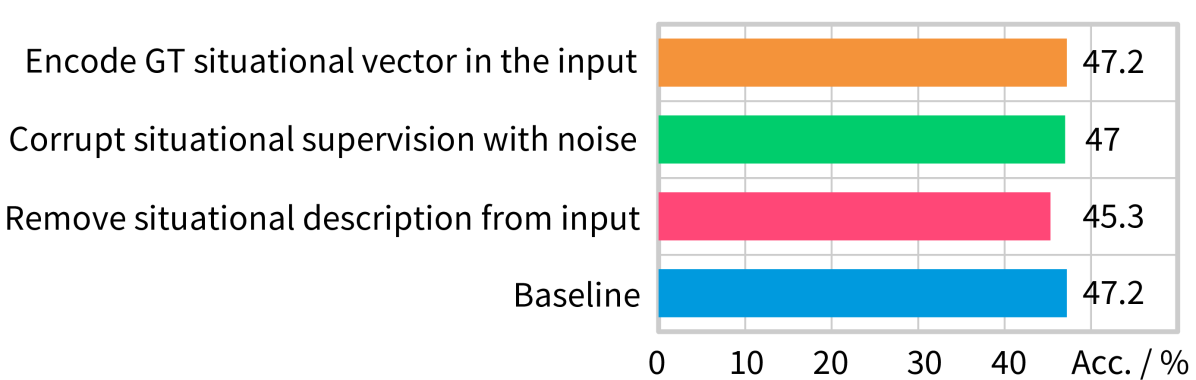 Encode GT situational vector in the input 47.2
Corrupt situational supervision with noise 47
Remove situational description from input 45.3
Baseline 47.2
0 10 20 30 40 Acc. / %